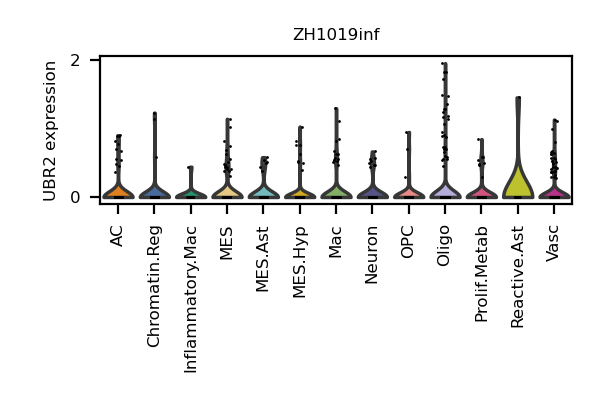 ZH1019inf
UBR2 expression
2
0
AC
Chromatin.Reg
Inflammatory.Mac
MES
MES.Ast
MES.Hyp
Mac
Neuron
OPC
Oligo
Prolif.Metab
Reactive.Ast
Vasc